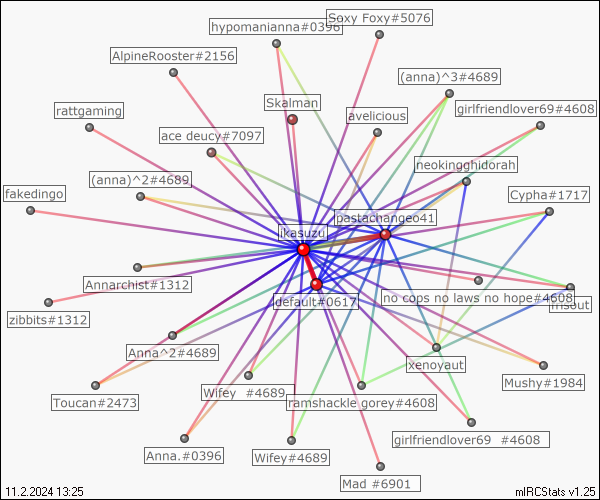 hypomanianna#0396
Soxy Foxy#5076
AlpineRooster#2156
(anna)^3#4689
rattgaming
Skalman
avelicious
girlfriendlover69#4608
ace deucy#7097
neokingghidorah
(anna)^2#4689
fakedingo
Cypha#1717
pastachangeo41
ikasuzu
Annarchist#1312
default#0617
no cops no laws no hope#4608
zibbits#1312
Anna^2#4689
xenoyaut
Mushy#1984
Toucan#2473
Wifey #4689
ramshackle gorey#4608
girlfriendlover69 #4608
Anna.#0396
Wifey#4689
Mad #6901
11.2.2024 13:25
mIRCStats v1.25